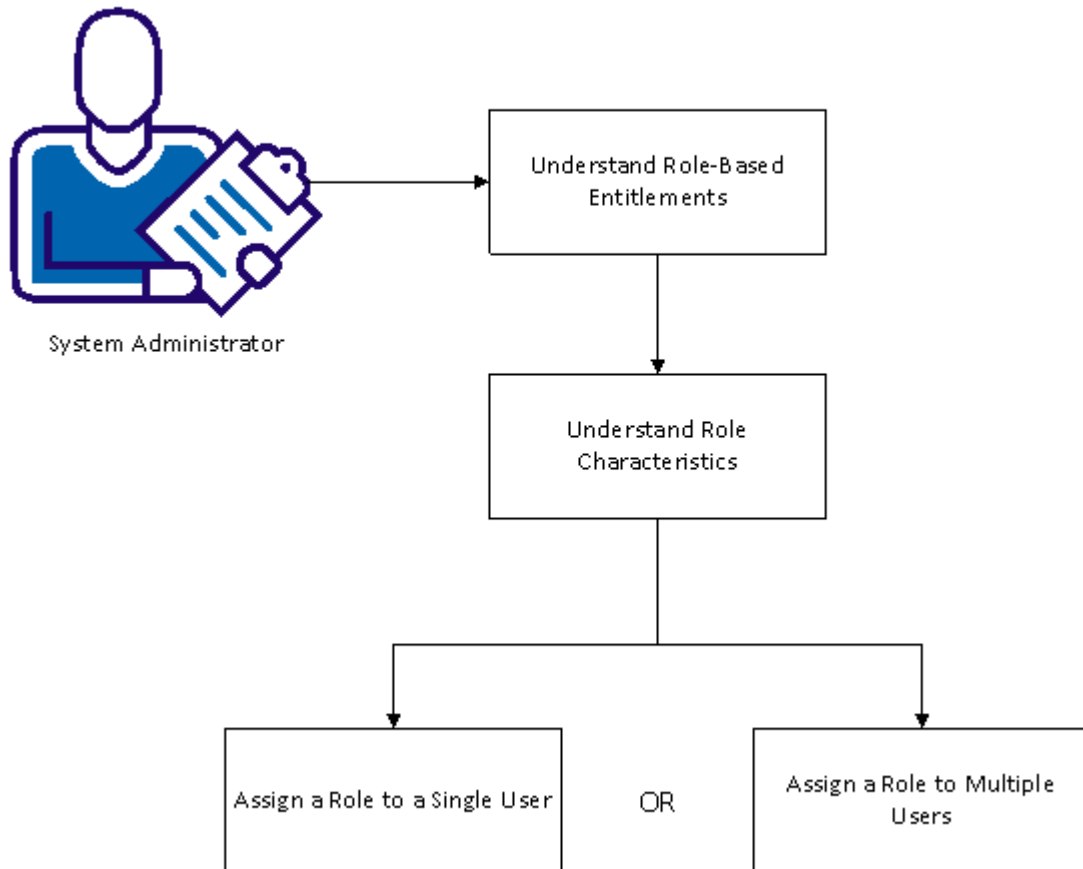 Understand Role-Based
Entitlements
System Administrator
Understand Role
Characteristics
Assign a Role to a Single User
OR
Assign a Role to Multiple
Users